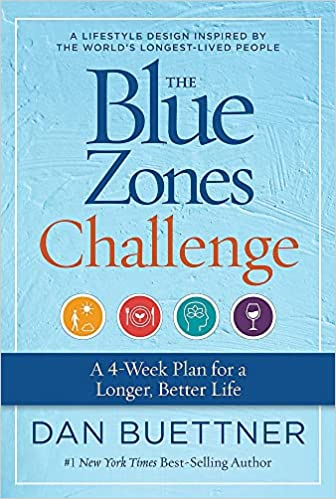 A LIFESTYLE DESIGN INSPIRED BY
THE WORLD'S LONGEST-LIVED PEOPLE
THE
Blue
Zones
Challenge
A 4-Week Plan for a
Longer, Better Life
DAN BUETTNER
#1 New York Times Best-Selling Author